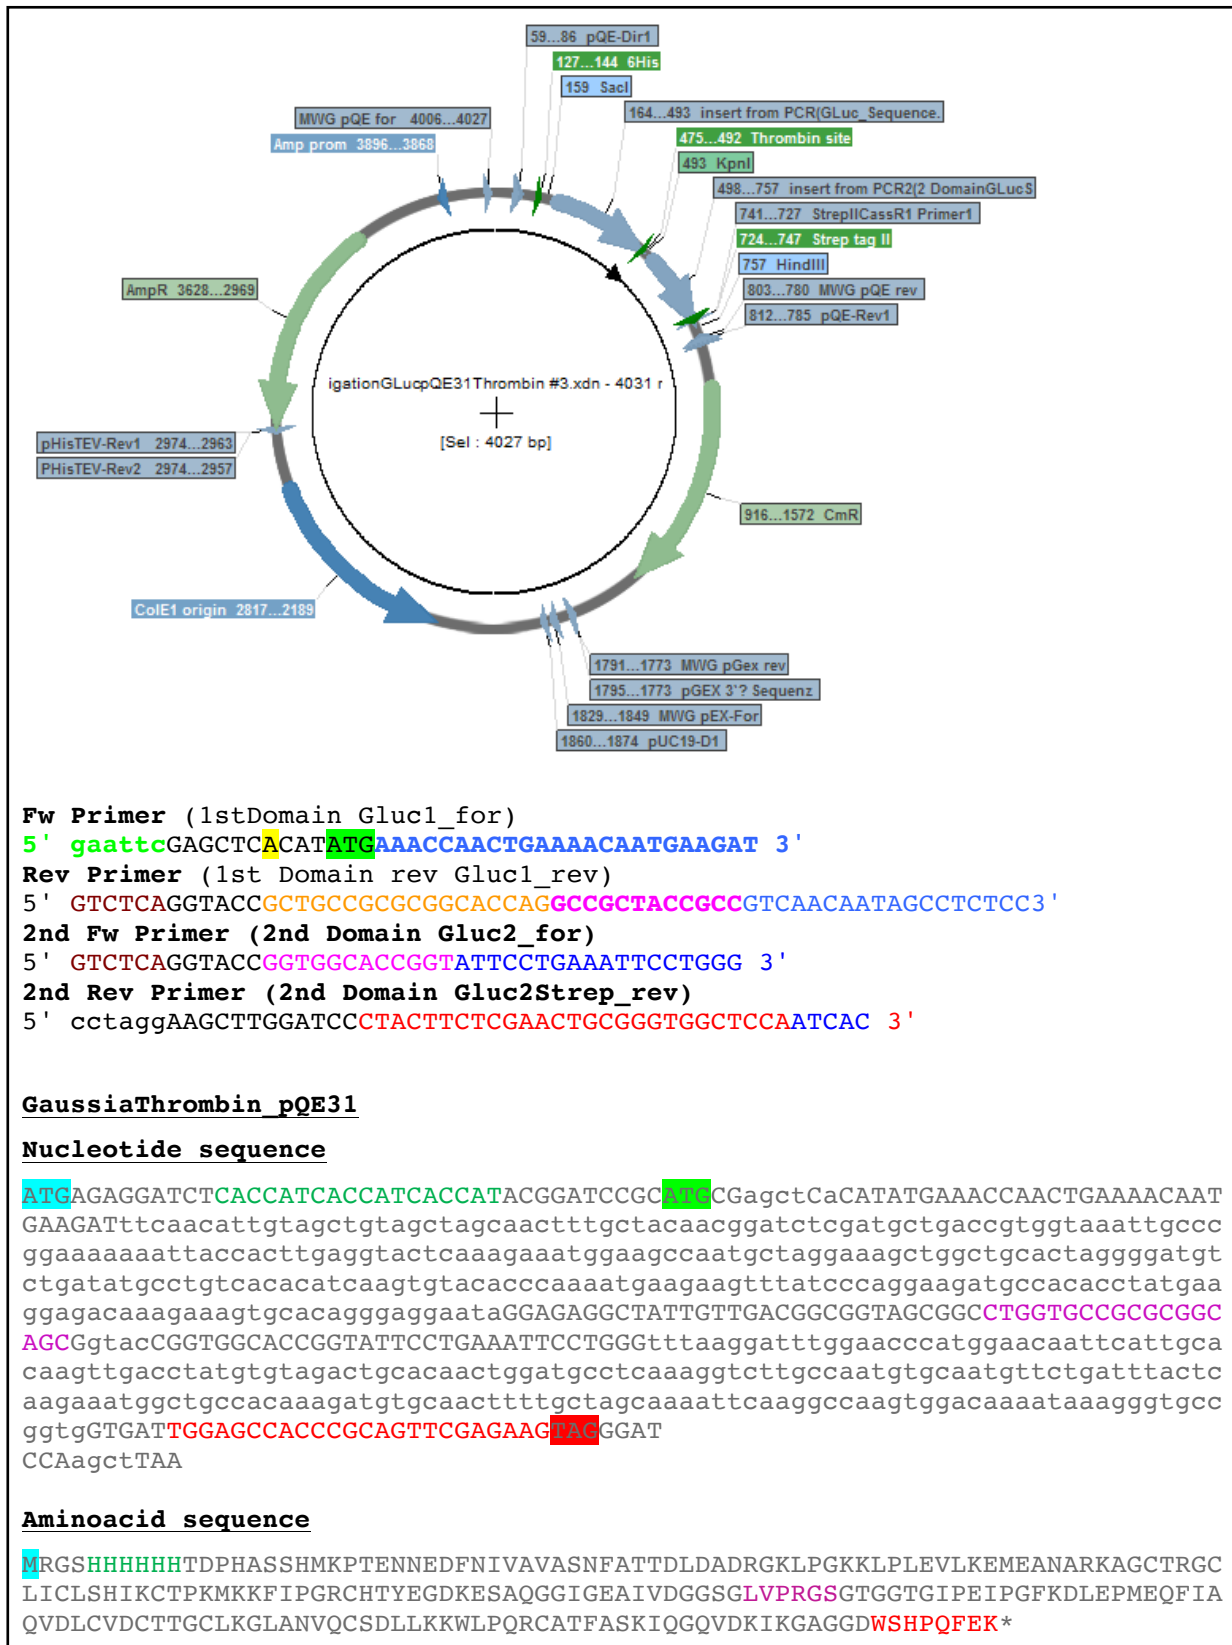 59...86 pQE-Dir1
127...144 6His
159 SacI
MWG pQE for 4006...4027
164...493 insert from PCR(GLuc_Sequence.
Amp prom 3896...3868
475...492 Thrombin site
493 KpnI
498...757 insert from PCR2(2 DomainGLucS
741...727 StrepIICassR1 Primer1
724...747 Strep tag II
757 HindIII
AmpR 3628...2969
803...780 MWG pQE rev
812...785 pQE-Rev1
igationGLucpQE31Thrombin #3.xdn - 4031 r
[Sel : 4027 bp]
pHisTEV-Rev1 2974...2963
PHisTEV-Rev2 2974...2957
916...1572 CmR
ColE1 origin 2817...2189
1791...1773 MWG pGex rev
1795...1773 pGEX 3'? Sequenz
1829...1849 MWG pEX-For
1860...1874 pUC19-D1
Fw Primer (1stDomain Gluc1_for)
5' gaattcGAGCTCACATATGAAACCAACTGAAAACAATGAAGAT 3'
Rev Primer (1st Domain rev Gluc1_rev)
5' GTCTCAGGTACCGCTGCCGCGCGGCACCAGGCCGCTACCGCCGTCAACAATAGCCTCTCC3'
2nd Fw Primer (2nd Domain Gluc2_for)
5' GTCTCAGGTACCGGTGGCACCGGTATTCCTGAAATTCCTGGG 3'
2nd Rev Primer (2nd Domain Gluc2Strep_rev)
5' cctaggAAGCTTGGATCCCTACTTCTCGAACTGCGGGTGGCTCCAATCAC 3'
GaussiaThrombin_pQE31
Nucleotide sequence
ATGAGAGGATCTCACCATCACCATCACCATACGGATCCGCATGCGagctCaCATATGAAACCAACTGAAAACAAT
GAAGATttcaacattgtagctgtagctagcaactttgctacaacggatctcgatgctgaccgtggtaaattgccc
ggaaaaaaattaccacttgaggtactcaaagaaatggaagccaatgctaggaaagctggctgcactaggggatgt
ctgatatgcctgtcacacatcaagtgtacacccaaaatgaagaagtttatcccaggaagatgccacacctatgaa
ggagacaaagaaagtgcacagggaggaataGGAGAGGCTATTGTTGACGGCGGTAGCGGCCTGGTGCCGCGCGGC
AGCGgtacCGGTGGCACCGGTATTCCTGAAATTCCTGGGtttaaggatttggaacccatggaacaattcattgca
caagttgacctatgtgtagactgcacaactggatgcctcaaaggtcttgccaatgtgcaatgttctgatttactc
aagaaatggctgccacaaagatgtgcaacttttgctagcaaaattcaaggccaagtggacaaaataaagggtgcc
ggtgGTGATTGGAGCCACCCGCAGTTCGAGAAGTAGGGAT
CCAagctTAA
Aminoacid sequence
MRGSHHHHHHTDPHASSHMKPTENNEDFNIVAVASNFATTDLDADRGKLPGKKLPLEVLKEMEANARKAGCTRGC
LICLSHIKCTPKMKKFIPGRCHTYEGDKESAQGGIGEAIVDGGSGLVPRGSGTGGTGIPEIPGFKDLEPMEQFIA
QVDLCVDCTTGCLKGLANVQCSDLLKKWLPQRCATFASKIQGQVDKIKGAGGDWSHPQFEK*